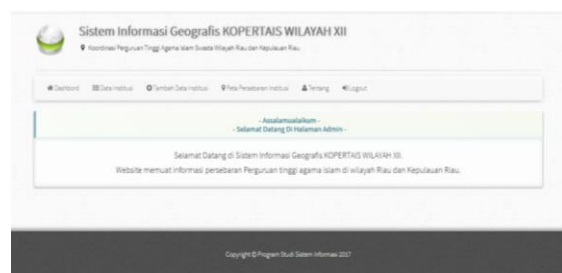 Sistem Informasi Geografis KOPERTAIS WILAYAH XII
Koordinasi Perguruan Tinggi Agama Islam Swasta Wilayah Riau dan Kepulauan Riau
Dashbord Data Institusi Tambah Data Institusi Peta Persebaran Institusi Tentang Logout
- Assalamualaikum -
- Selamat Datang Di Halaman Admin -
Selamat Datang di Sistem Informasi Geografis KOPERTAIS WILAYAH XII.
Website memuat informasi persebaran Perguruan tinggi agama islam di wilayah Riau dan Kepulauan Riau.
Copyright © Program Studi Sistem Informasi 2017